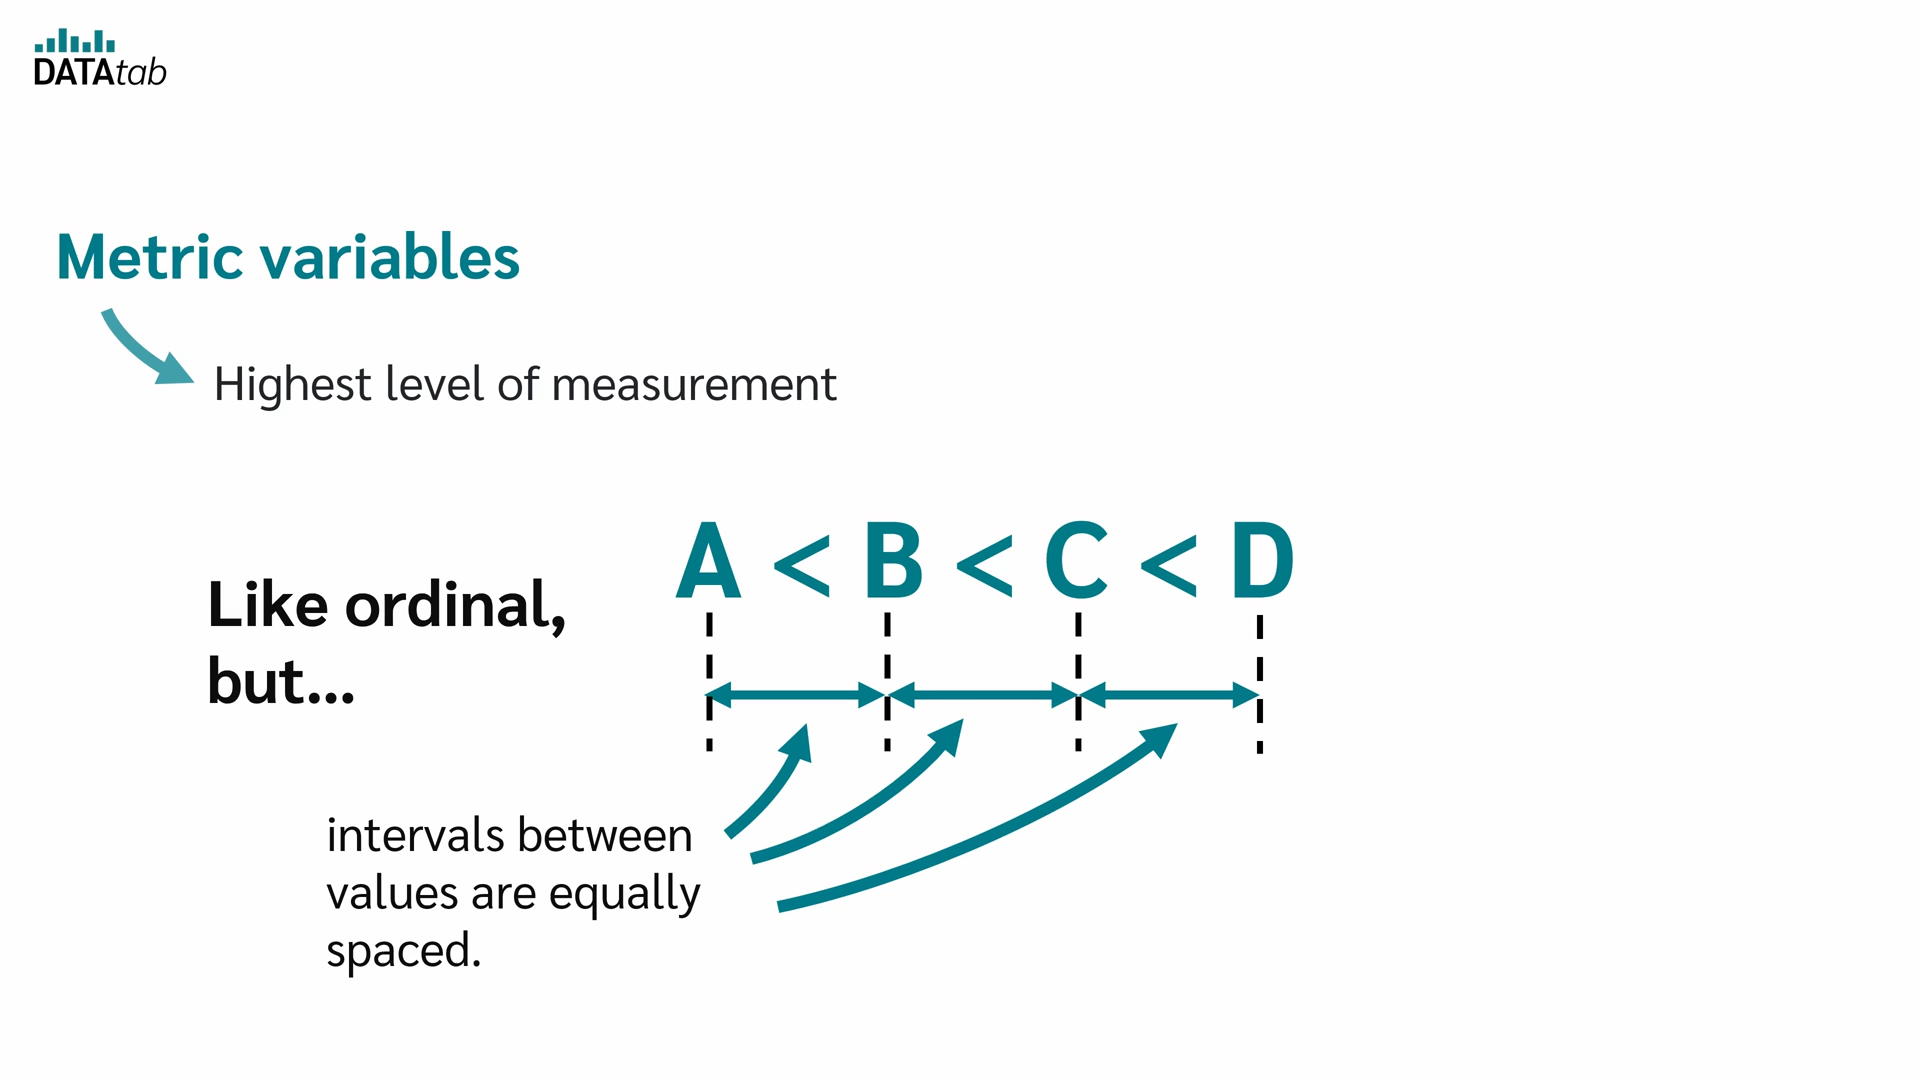 DATAtab
Metric variables
Highest level of measurement
A < B < C < D
Like ordinal,
but...
intervals between
values are equally
spaced.